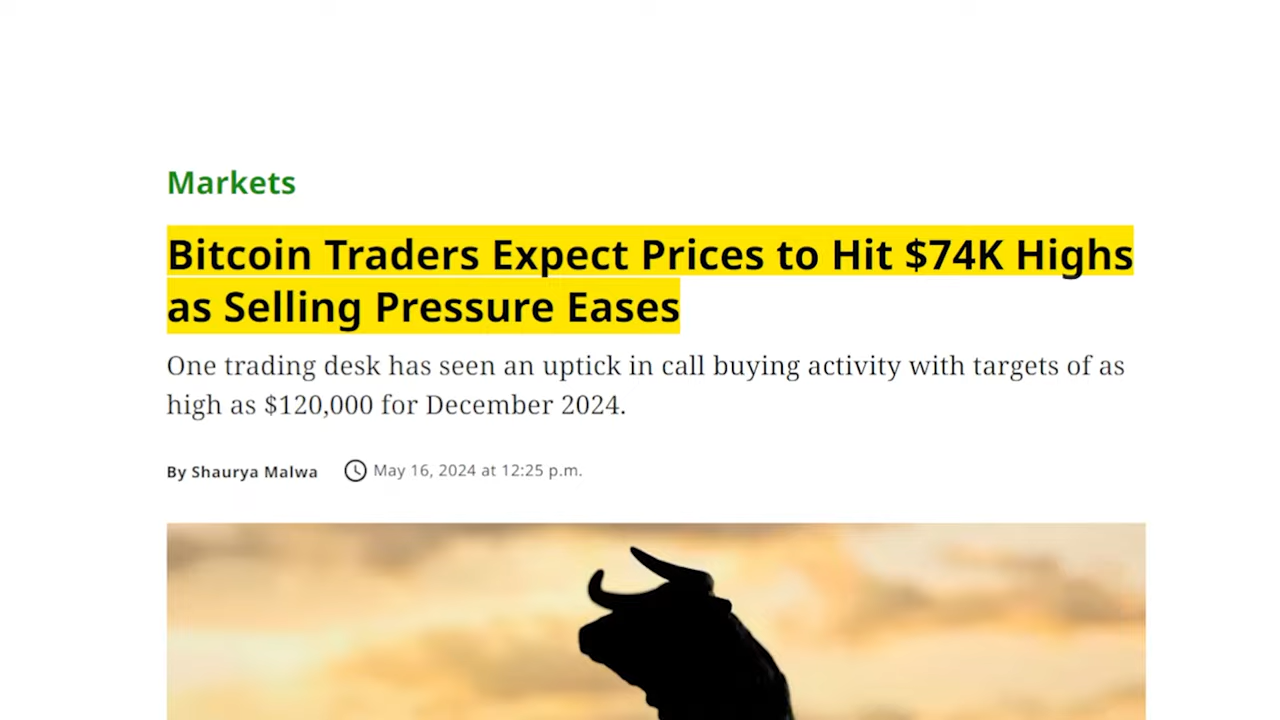 Markets
Bitcoin Traders Expect Prices to Hit $74K Highs
as Selling Pressure Eases
One trading desk has seen an uptick in call buying activity with targets of as
high as $120,000 for December 2024.
By Shaurya Malwa May 16, 2024 at 12:25 p.m.